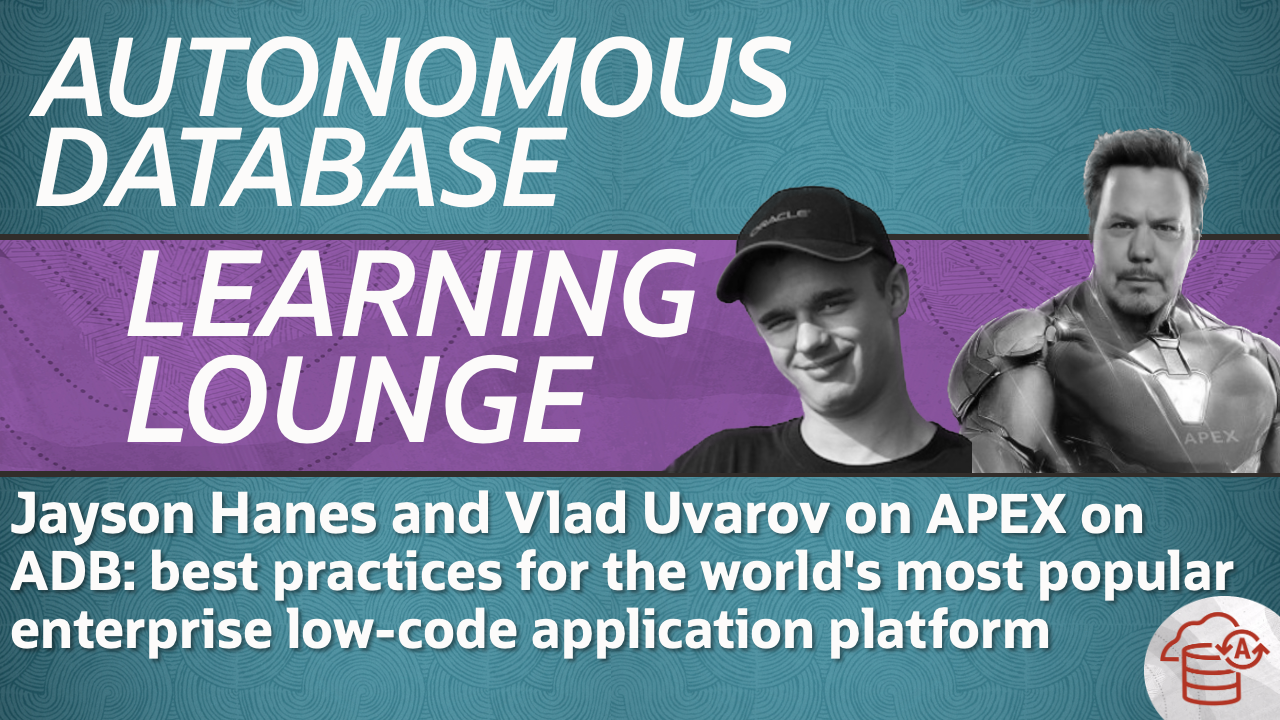 AUTONOMOUS
DATABASE
LEARNING
LOUNGE
ORACLE
APEX
Jayson Hanes and Vlad Uvarov on APEX on
ADB: best practices for the world's most popular
enterprise low-code application platform
A